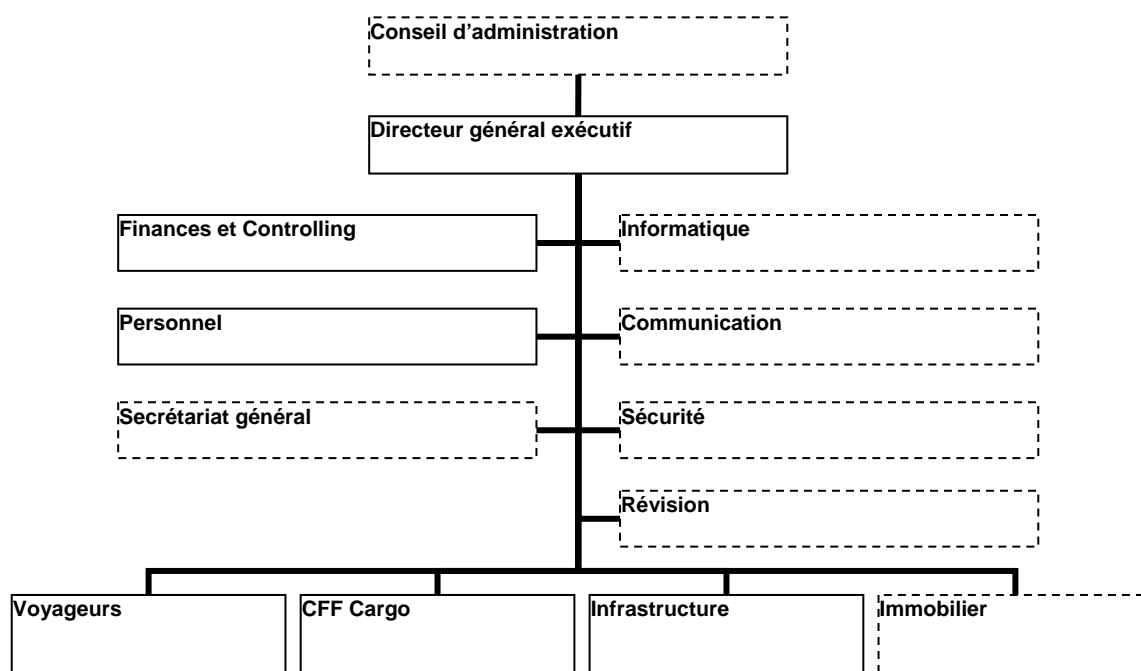 Conseil d’administration
Directeur général exécutif
Finances et Controlling
Informatique
Personnel
Communication
Secrétariat général
Sécurité
Révision
Voyageurs
CFF Cargo
Infrastructure
Immobilier